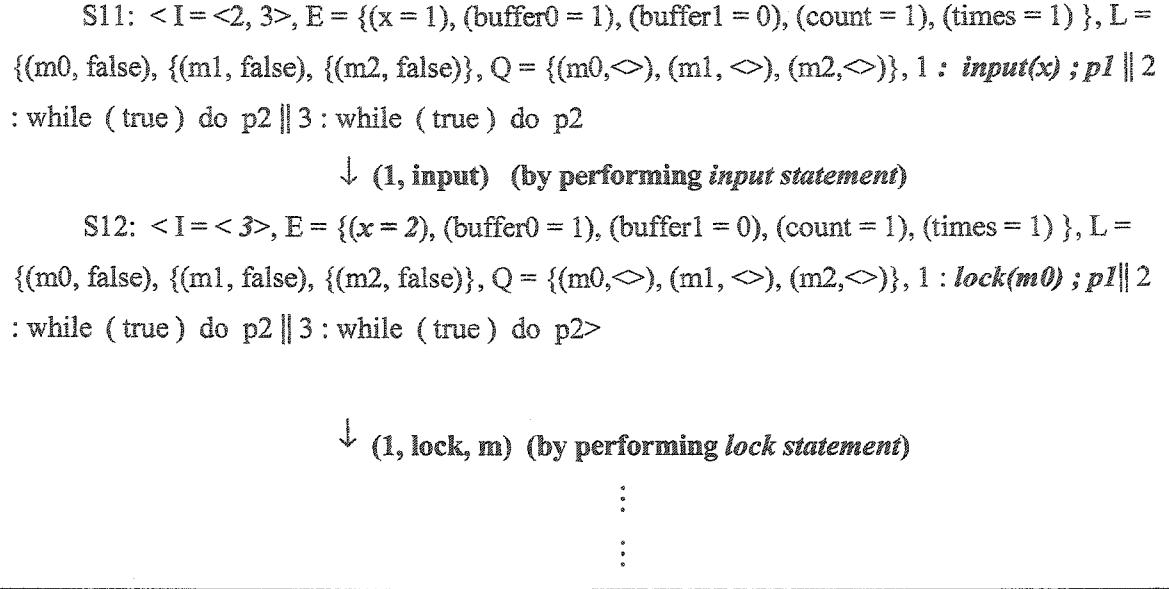 S11: < I = <2, 3>, E = {(x = 1), (buffer0 = 1), (buffer1 = 0), (count = 1), (times = 1) }, L =
{(m0, false), {(m1, false), {(m2, false)}, Q = {(m0,<>), (m1, <>), (m2,<>)}, 1 : input(x) ; p1 || 2
: while ( true ) do p2 || 3 : while ( true ) do p2
↓ (1, input) (by performing input statement)
S12: < I = < 3>, E = {(x = 2), (buffer0 = 1), (buffer1 = 0), (count = 1), (times = 1) }, L =
{(m0, false), {(m1, false), {(m2, false)}, Q = {(m0,<>), (m1, <>), (m2,<>)}, 1 : lock(m0) ; p1|| 2
: while ( true ) do p2 || 3 : while ( true ) do p2>
↓ (1, lock, m) (by performing lock statement)
⋮
⋮